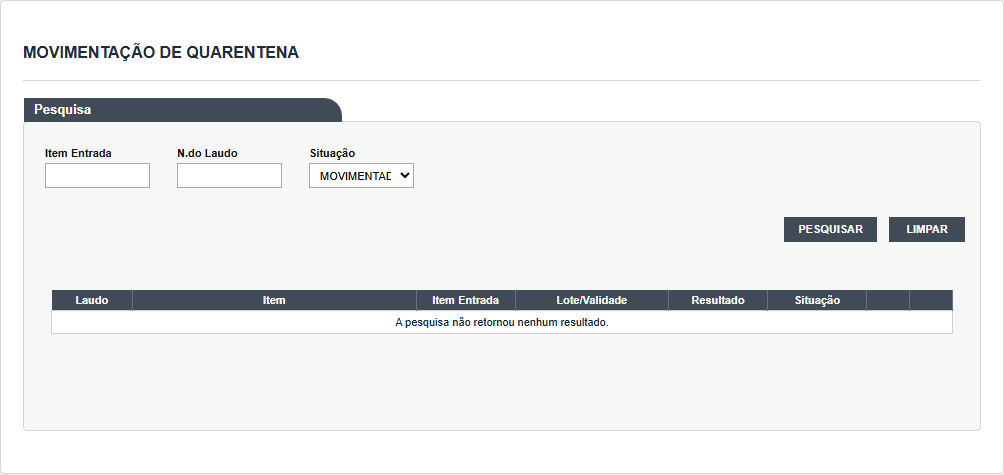 MOVIMENTAÇÃO DE QUARENTENA
Pesquisa
Item Entrada N.do Laudo Situação
MOVIMENTAD
PESQUISAR LIMPAR
Laudo Item Item Entrada Lote/Validade Resultado Situação
A pesquisa não retornou nenhum resultado.